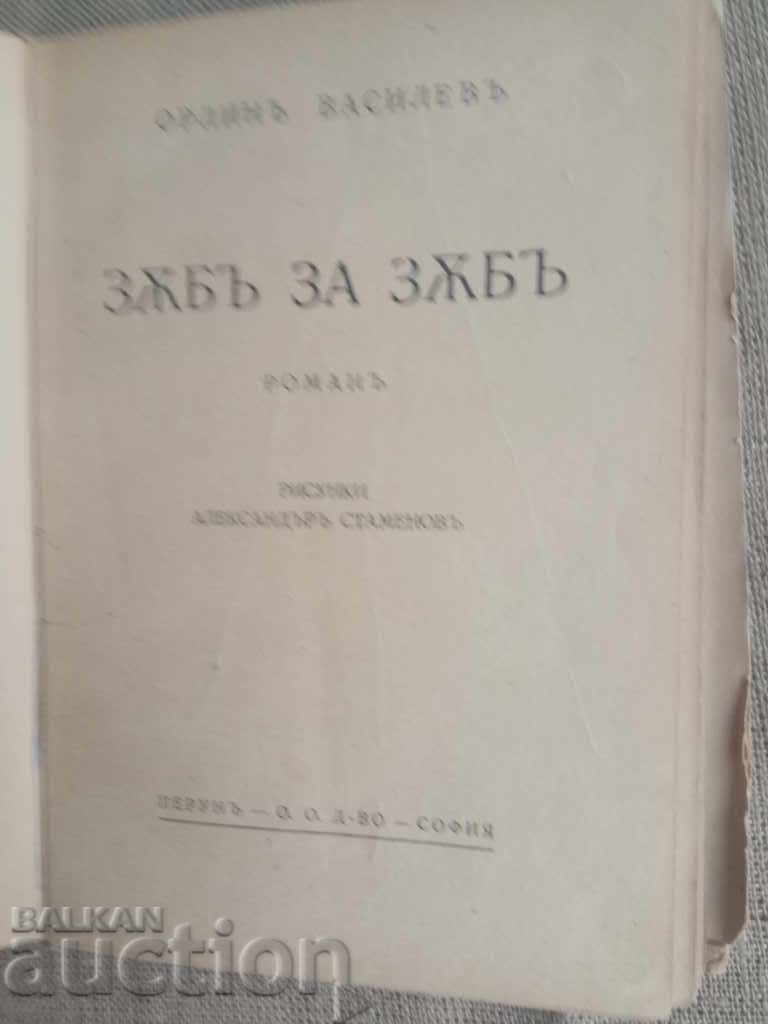 ОРЛИНЪ ВАСИЛЕВЪ
ЗѪБЪ ЗА ЗѪБЪ
РОМАНЪ
РИСУНКИ
АЛЕКСАНДЪРЪ СТАМЕНОВЪ
ПЕРУНЪ — О. О. Д-ВО — СОФИЯ
BALKAN
auction